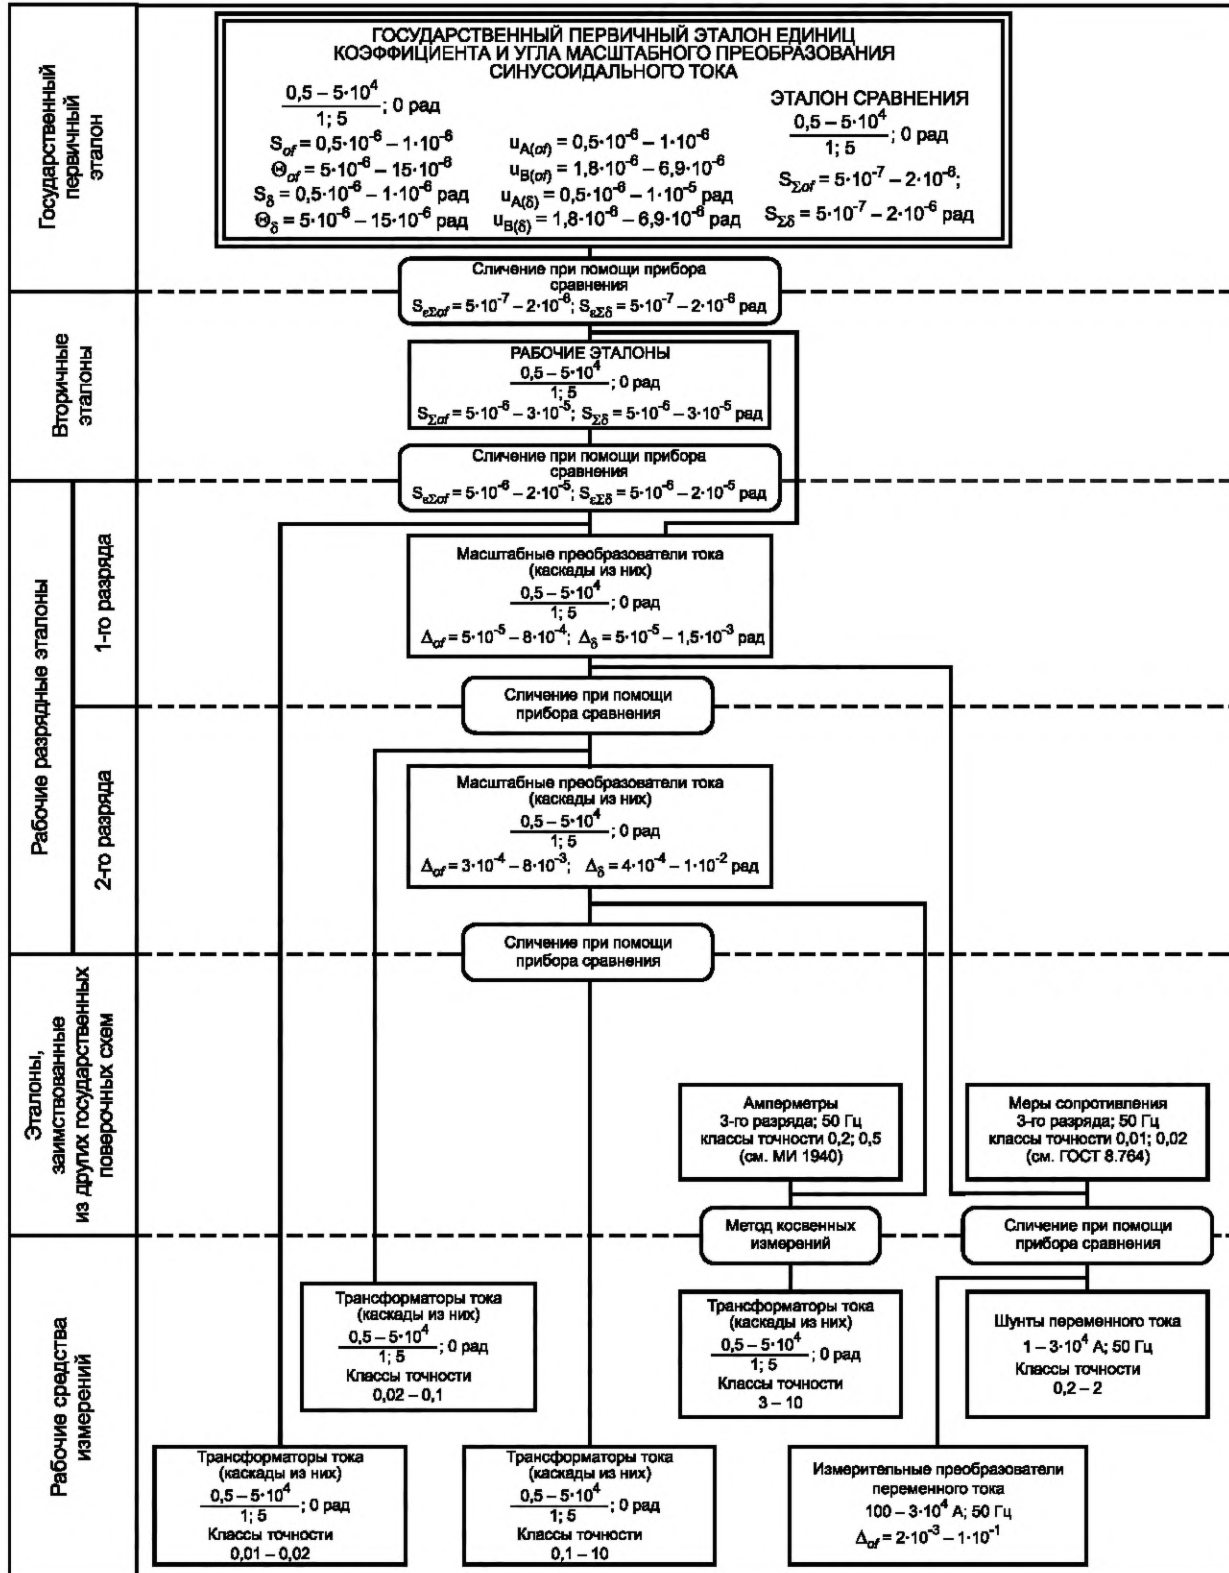 Государственный
первичный
эталон
ГОСУДАРСТВЕННЫЙ ПЕРВИЧНЫЙ ЭТАЛОН ЕДИНИЦ
КОЭФФИЦИЕНТА И УГЛА МАСШТАБНОГО ПРЕОБРАЗОВАНИЯ
СИНУСОИДАЛЬНОГО ТОКА
0,5 – 5·10⁴
1; 5
; 0 рад
S_of = 0,5·10⁻⁶ – 1·10⁻⁶
Θ_of = 5·10⁻⁶ – 15·10⁻⁶
S_δ = 0,5·10⁻⁶ – 1·10⁻⁶ рад
Θ_δ = 5·10⁻⁶ – 15·10⁻⁶ рад
u_A(of) = 0,5·10⁻⁶ – 1·10⁻⁶
u_B(of) = 1,8·10⁻⁶ – 6,9·10⁻⁶
u_A(δ) = 0,5·10⁻⁶ – 1·10⁻⁵ рад
u_B(δ) = 1,8·10⁻⁶ – 6,9·10⁻⁶ рад
ЭТАЛОН СРАВНЕНИЯ
0,5 – 5·10⁴
1; 5
; 0 рад
S_Σof = 5·10⁻⁷ – 2·10⁻⁶;
S_Σδ = 5·10⁻⁷ – 2·10⁻⁶ рад
Сличение при помощи прибора
сравнения
S_εΣof = 5·10⁻⁷ – 2·10⁻⁶; S_εΣδ = 5·10⁻⁷ – 2·10⁻⁶ рад
Вторичные
эталоны
РАБОЧИЕ ЭТАЛОНЫ
0,5 – 5·10⁴
1; 5
; 0 рад
S_Σof = 5·10⁻⁶ – 3·10⁻⁵; S_Σδ = 5·10⁻⁶ – 3·10⁻⁵ рад
Сличение при помощи прибора
сравнения
S_εΣof = 5·10⁻⁶ – 2·10⁻⁵; S_εΣδ = 5·10⁻⁶ – 2·10⁻⁵ рад
Рабочие разрядные эталоны
1-го разряда
Масштабные преобразователи тока
(каскады из них)
0,5 – 5·10⁴
1; 5
; 0 рад
Δ_of = 5·10⁻⁵ – 8·10⁻⁴; Δ_δ = 5·10⁻⁵ – 1,5·10⁻³ рад
Сличение при помощи
прибора сравнения
2-го разряда
Масштабные преобразователи тока
(каскады из них)
0,5 – 5·10⁴
1; 5
; 0 рад
Δ_of = 3·10⁻⁴ – 8·10⁻³; Δ_δ = 4·10⁻⁴ – 1·10⁻² рад
Сличение при помощи
прибора сравнения
Эталоны,
заимствованные
из других государственных
поверочных схем
Амперметры
3-го разряда; 50 Гц
классы точности 0,2; 0,5
(см. МИ 1940)
Меры сопротивления
3-го разряда; 50 Гц
классы точности 0,01; 0,02
(см. ГОСТ 8.764)
Метод косвенных
измерений
Сличение при помощи
прибора сравнения
Рабочие средства
измерений
Трансформаторы тока
(каскады из них)
0,5 – 5·10⁴
1; 5
; 0 рад
Классы точности
0,02 – 0,1
Трансформаторы тока
(каскады из них)
0,5 – 5·10⁴
1; 5
; 0 рад
Классы точности
3 – 10
Шунты переменного тока
1 – 3·10⁴ А; 50 Гц
Классы точности
0,2 – 2
Трансформаторы тока
(каскады из них)
0,5 – 5·10⁴
1; 5
; 0 рад
Классы точности
0,01 – 0,02
Трансформаторы тока
(каскады из них)
0,5 – 5·10⁴
1; 5
; 0 рад
Классы точности
0,1 – 10
Измерительные преобразователи
переменного тока
100 – 3·10⁴ А; 50 Гц
Δ_of = 2·10⁻³ – 1·10⁻¹